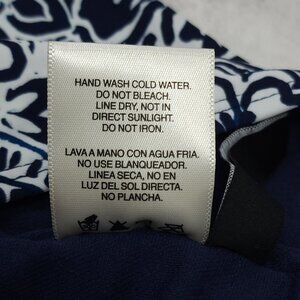 HAND WASH COLD WATER.
DO NOT BLEACH.
LINE DRY, NOT IN
DIRECT SUNLIGHT.
DO NOT IRON.
LAVA A MANO CON AGUA FRIA.
NO USE BLANQUEADOR.
LINEA SECA, NO EN
LUZ DEL SOL DIRECTA.
NO PLANCHA.